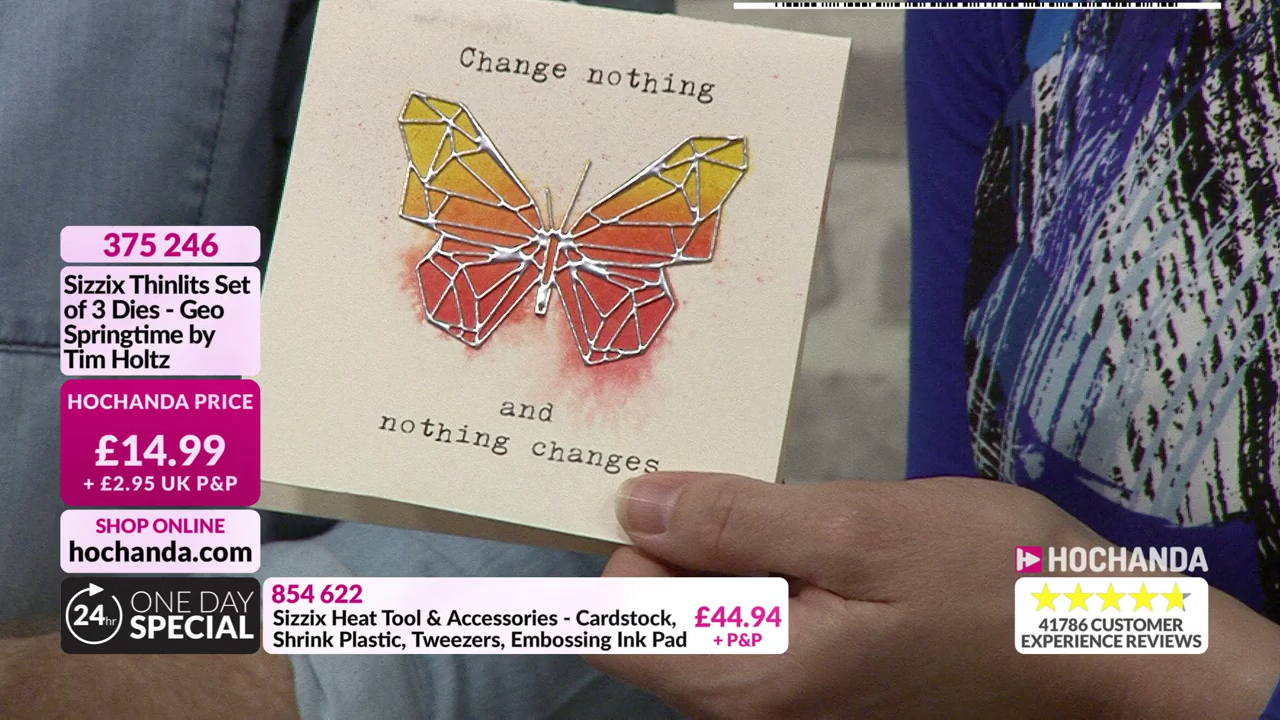 Change nothing
and
nothing changes
375 246
Sizzix Thinlits Set
of 3 Dies - Geo
Springtime by
Tim Holtz
HOCHANDA PRICE
£14.99
+ £2.95 UK P&P
SHOP ONLINE
hochanda.com
24hr
ONE DAY
SPECIAL
854 622
Sizzix Heat Tool & Accessories - Cardstock,
Shrink Plastic, Tweezers, Embossing Ink Pad
£44.94
+ P&P
HOCHANDA
41786 CUSTOMER
EXPERIENCE REVIEWS